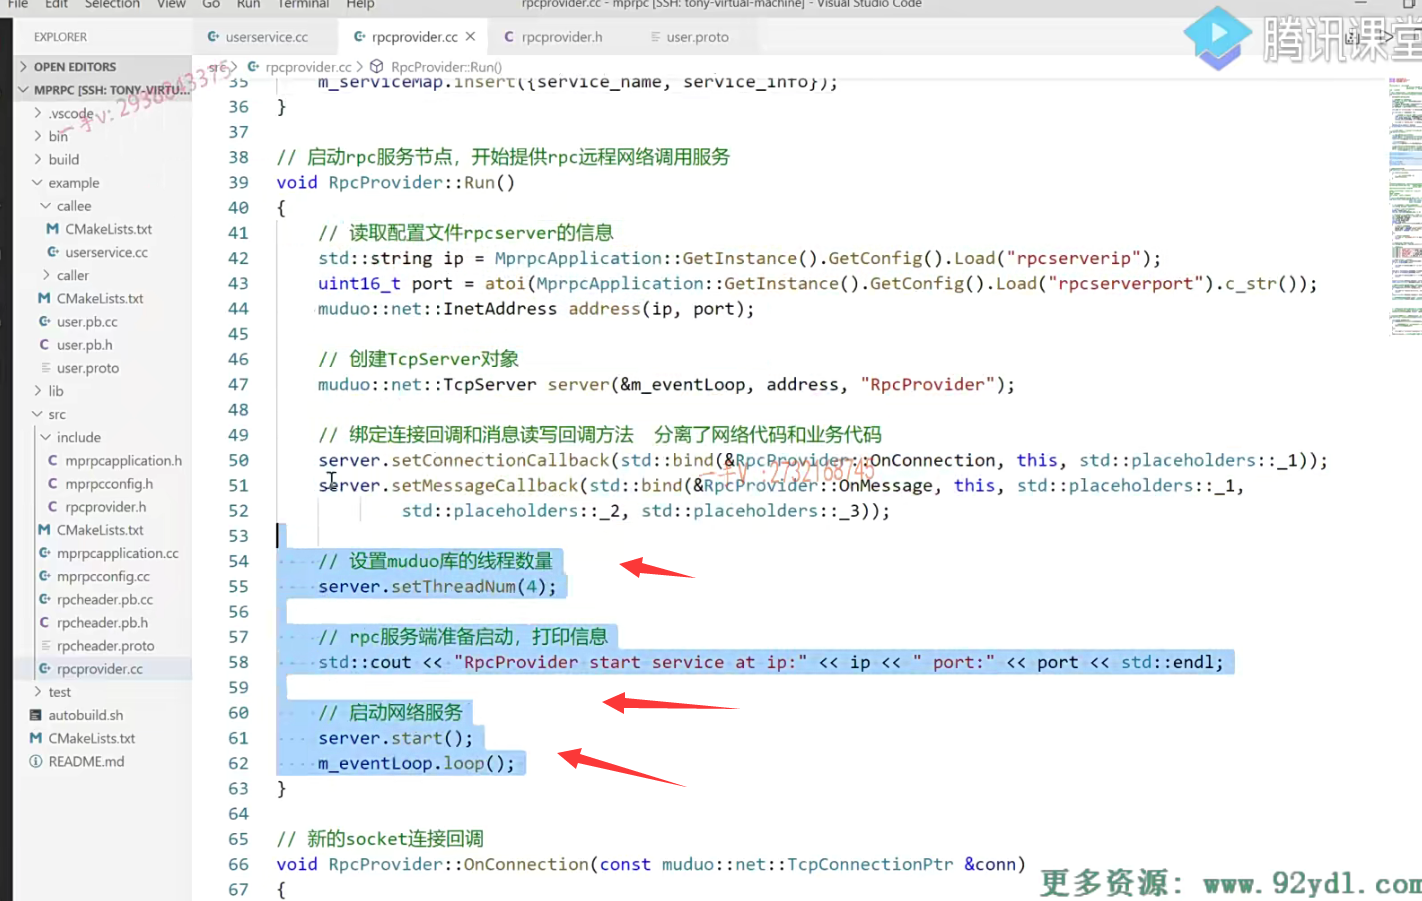 File Edit Selection View Go Run Terminal Help rpcprovider.cc - mprpc [SSH: tony-virtual-machine] - Visual Studio Code
EXPLORER
userservice.cc
rpcprovider.cc
rpcprovider.h
user.proto
腾讯课堂
OPEN EDITORS
MPRPC [SSH: TONY-VIRTU...
.vscode
bin
build
example
callee
CMakeLists.txt
userservice.cc
caller
CMakeLists.txt
user.pb.cc
user.pb.h
user.proto
lib
src
include
mprpcapplication.h
mprpcconfig.h
rpcprovider.h
CMakeLists.txt
mprpcapplication.cc
mprpcconfig.cc
rpcheader.pb.cc
rpcheader.pb.h
rpcheader.proto
rpcprovider.cc
test
autobuild.sh
CMakeLists.txt
README.md
src > rpcprovider.cc > RpcProvider::Run()
35 m_serviceMap.insert({service_name, service_info});
36 }
37
38 // 启动rpc服务节点，开始提供rpc远程网络调用服务
39 void RpcProvider::Run()
40 {
41 // 读取配置文件rpcserver的信息
42 std::string ip = MprpcApplication::GetInstance().GetConfig().Load("rpcserverip");
43 uint16_t port = atoi(MprpcApplication::GetInstance().GetConfig().Load("rpcserverport").c_str());
44 muduo::net::InetAddress address(ip, port);
45
46 // 创建TcpServer对象
47 muduo::net::TcpServer server(&m_eventLoop, address, "RpcProvider");
48
49 // 绑定连接回调和消息读写回调方法 分离了网络代码和业务代码
50 server.setConnectionCallback(std::bind(&RpcProvider::OnConnection, this, std::placeholders::_1));
51 server.setMessageCallback(std::bind(&RpcProvider::OnMessage, this, std::placeholders::_1,
52 std::placeholders::_2, std::placeholders::_3));
53
54 // 设置muduo库的线程数量
55 server.setThreadNum(4);
56
57 // rpc服务端准备启动，打印信息
58 std::cout << "RpcProvider start service at ip:" << ip << " port:" << port << std::endl;
59
60 // 启动网络服务
61 server.start();
62 m_eventLoop.loop();
63 }
64
65 // 新的socket连接回调
66 void RpcProvider::OnConnection(const muduo::net::TcpConnectionPtr &conn)
67 {
一手V:2732168745
更多资源: www.92ydl.com